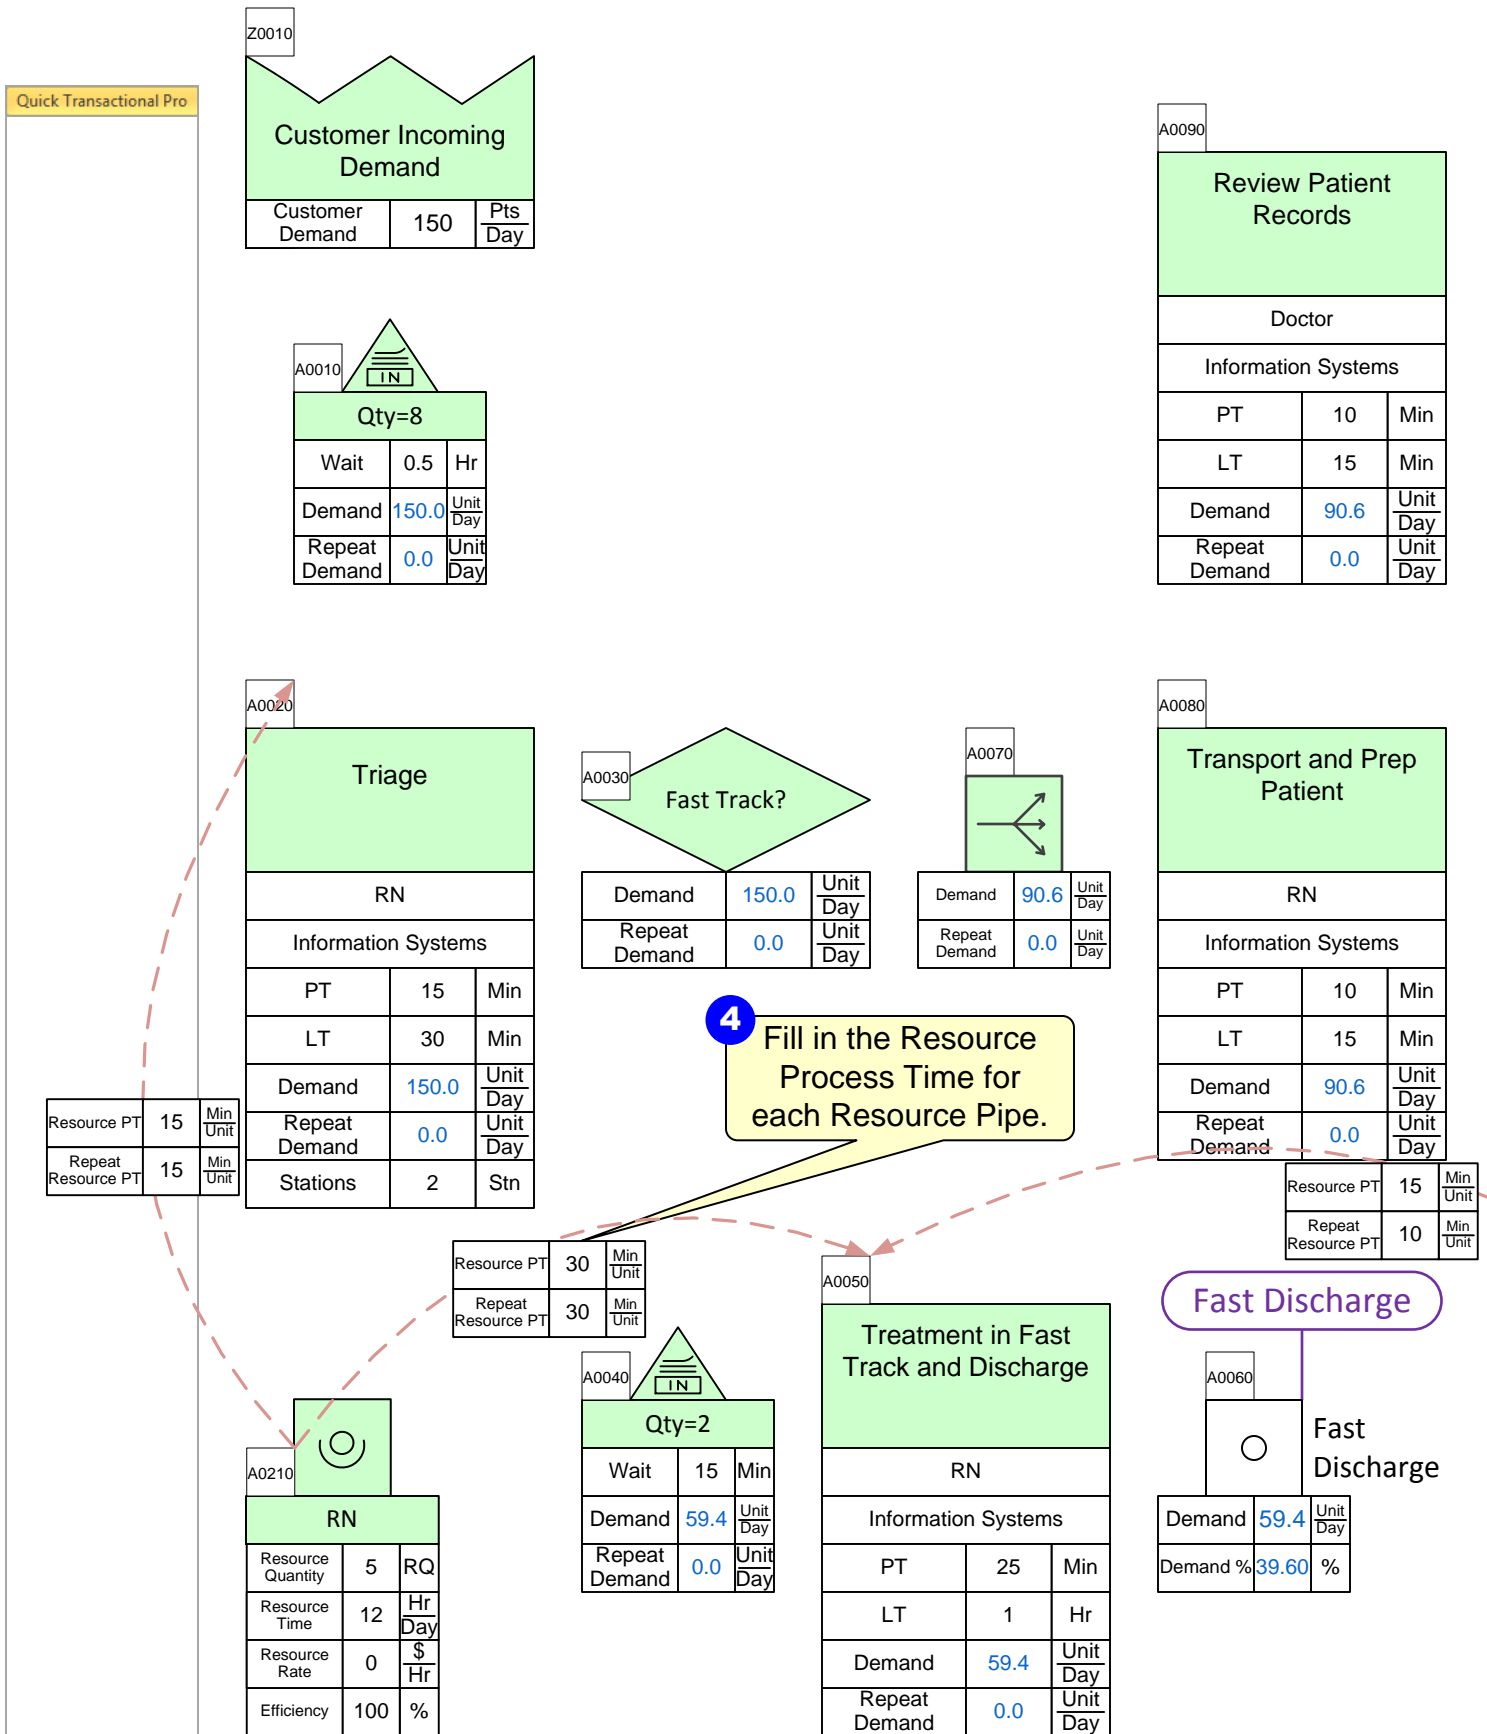 Quick Transactional Pro
Z0010
Customer Incoming
Demand
Customer
Demand
150
Pts
Day
A0010
IN
Qty=8
Wait
0.5
Hr
Demand
150.0
Unit
Day
Repeat
Demand
0.0
Unit
Day
A0090
Review Patient
Records
Doctor
Information Systems
PT
10
Min
LT
15
Min
Demand
90.6
Unit
Day
Repeat
Demand
0.0
Unit
Day
A0020
Triage
RN
Information Systems
PT
15
Min
LT
30
Min
Demand
150.0
Unit
Day
Repeat
Demand
0.0
Unit
Day
Stations
2
Stn
A0030
Fast Track?
Demand
150.0
Unit
Day
Repeat
Demand
0.0
Unit
Day
A0070
Demand
90.6
Unit
Day
Repeat
Demand
0.0
Unit
Day
A0080
Transport and Prep
Patient
RN
Information Systems
PT
10
Min
LT
15
Min
Demand
90.6
Unit
Day
Repeat
Demand
0.0
Unit
Day
4
Fill in the Resource
Process Time for
each Resource Pipe.
Resource PT
15
Min
Unit
Repeat
Resource PT
15
Min
Unit
Resource PT
30
Min
Unit
Repeat
Resource PT
30
Min
Unit
Resource PT
15
Min
Unit
Repeat
Resource PT
10
Min
Unit
A0210
RN
Resource
Quantity
5
RQ
Resource
Time
12
Hr
Day
Resource
Rate
0
$
Hr
Efficiency
100
%
A0040
IN
Qty=2
Wait
15
Min
Demand
59.4
Unit
Day
Repeat
Demand
0.0
Unit
Day
A0050
Treatment in Fast
Track and Discharge
RN
Information Systems
PT
25
Min
LT
1
Hr
Demand
59.4
Unit
Day
Repeat
Demand
0.0
Unit
Day
Fast Discharge
A0060
Fast
Discharge
Demand
59.4
Unit
Day
Demand %
39.60
%